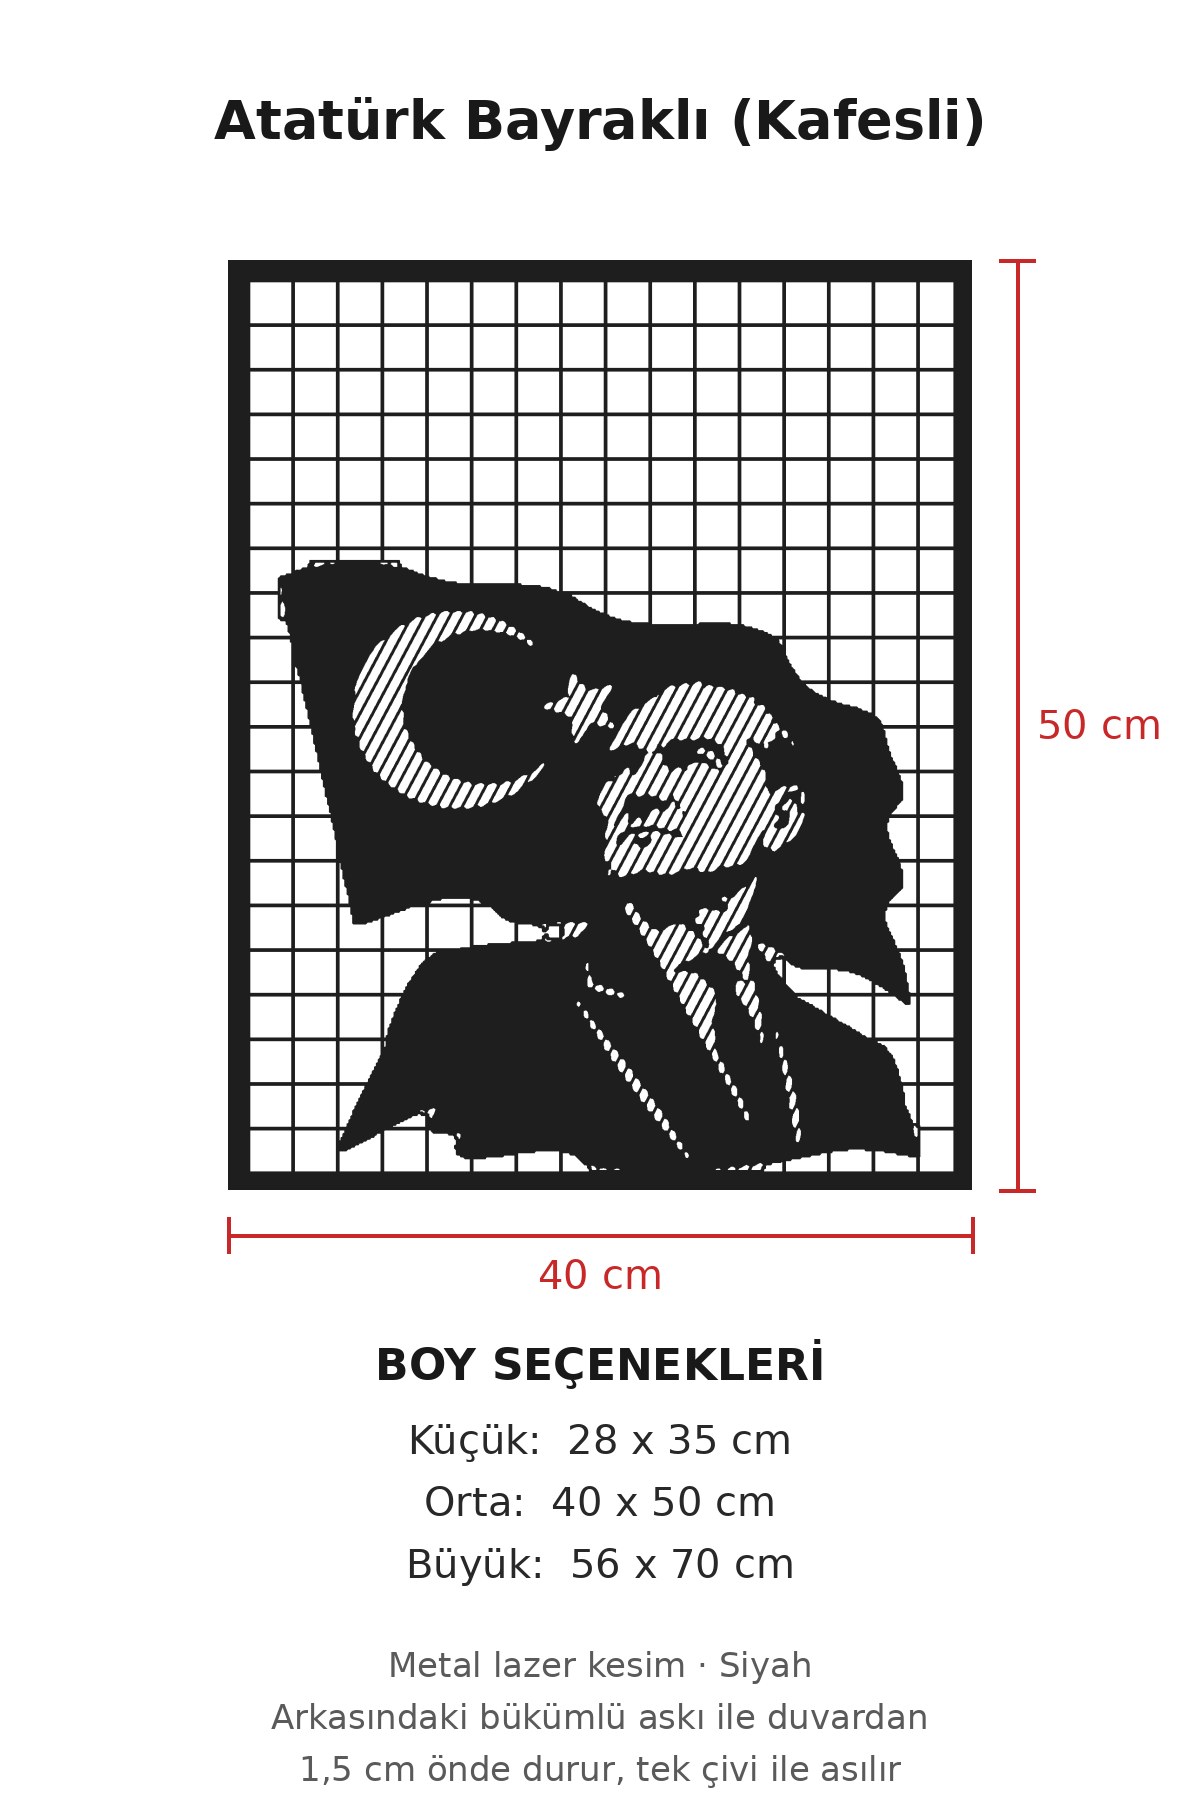 Atatürk Bayraklı (Kafesli)
50 cm
40 cm
BOY SEÇENEKLERİ
Küçük: 28 x 35 cm
Orta: 40 x 50 cm
Büyük: 56 x 70 cm
Metal lazer kesim · Siyah
Arkasındaki bükümlü askı ile duvardan
1,5 cm önde durur, tek çivi ile asılır